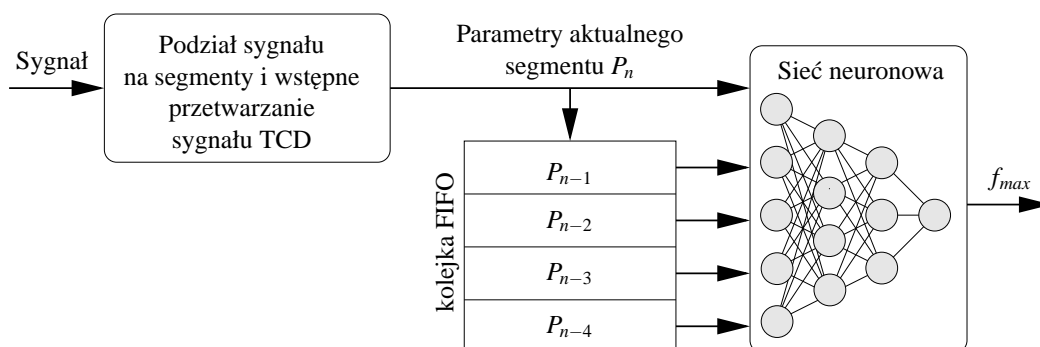 Sygnał
Podział sygnału
na segmenty i wstępne
przetwarzanie
sygnału TCD
Parametry aktualnego
segmentu Pₙ
kolejka FIFO
Pₙ₋₁
Pₙ₋₂
Pₙ₋₃
Pₙ₋₄
Sieć neuronowa
f_max